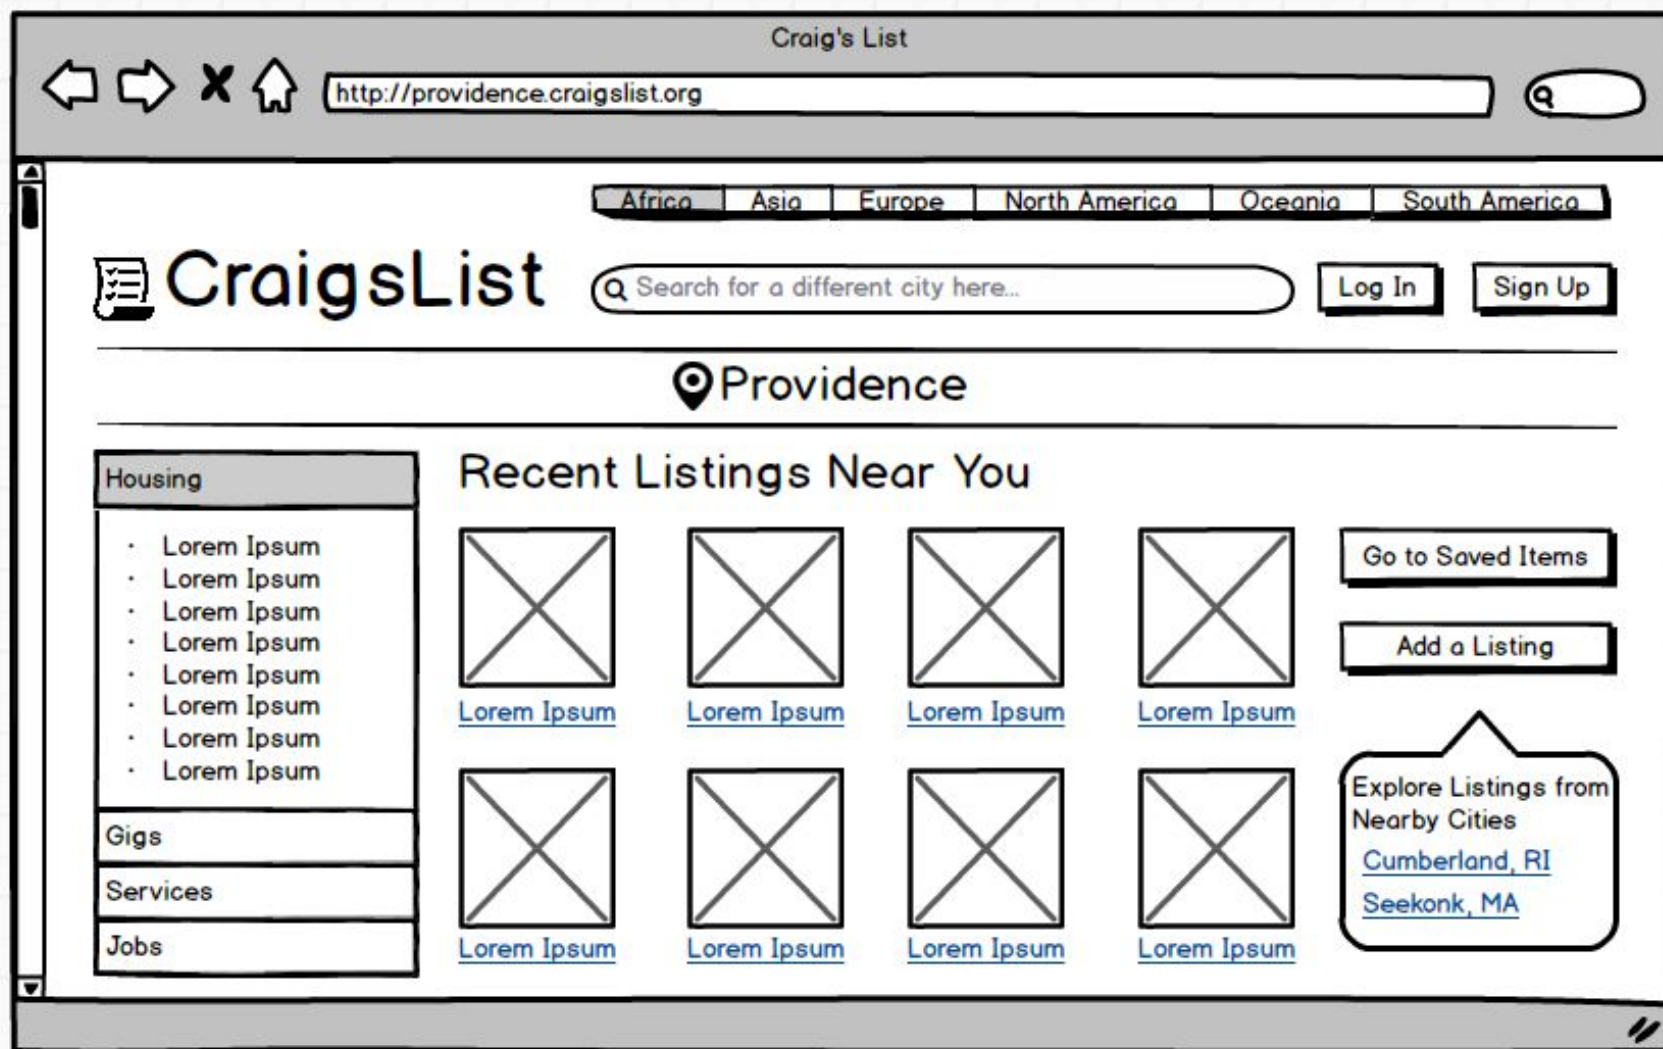 Craig's List
http://providence.craigslist.org
Africa Asia Europe North America Oceania South America
CraigsList
Search for a different city here...
Log In
Sign Up
Providence
Housing
· Lorem Ipsum
· Lorem Ipsum
· Lorem Ipsum
· Lorem Ipsum
· Lorem Ipsum
· Lorem Ipsum
· Lorem Ipsum
· Lorem Ipsum
Gigs
Services
Jobs
Recent Listings Near You
Lorem Ipsum Lorem Ipsum Lorem Ipsum Lorem Ipsum
Lorem Ipsum Lorem Ipsum Lorem Ipsum Lorem Ipsum
Go to Saved Items
Add a Listing
Explore Listings from
Nearby Cities
Cumberland, RI
Seekonk, MA